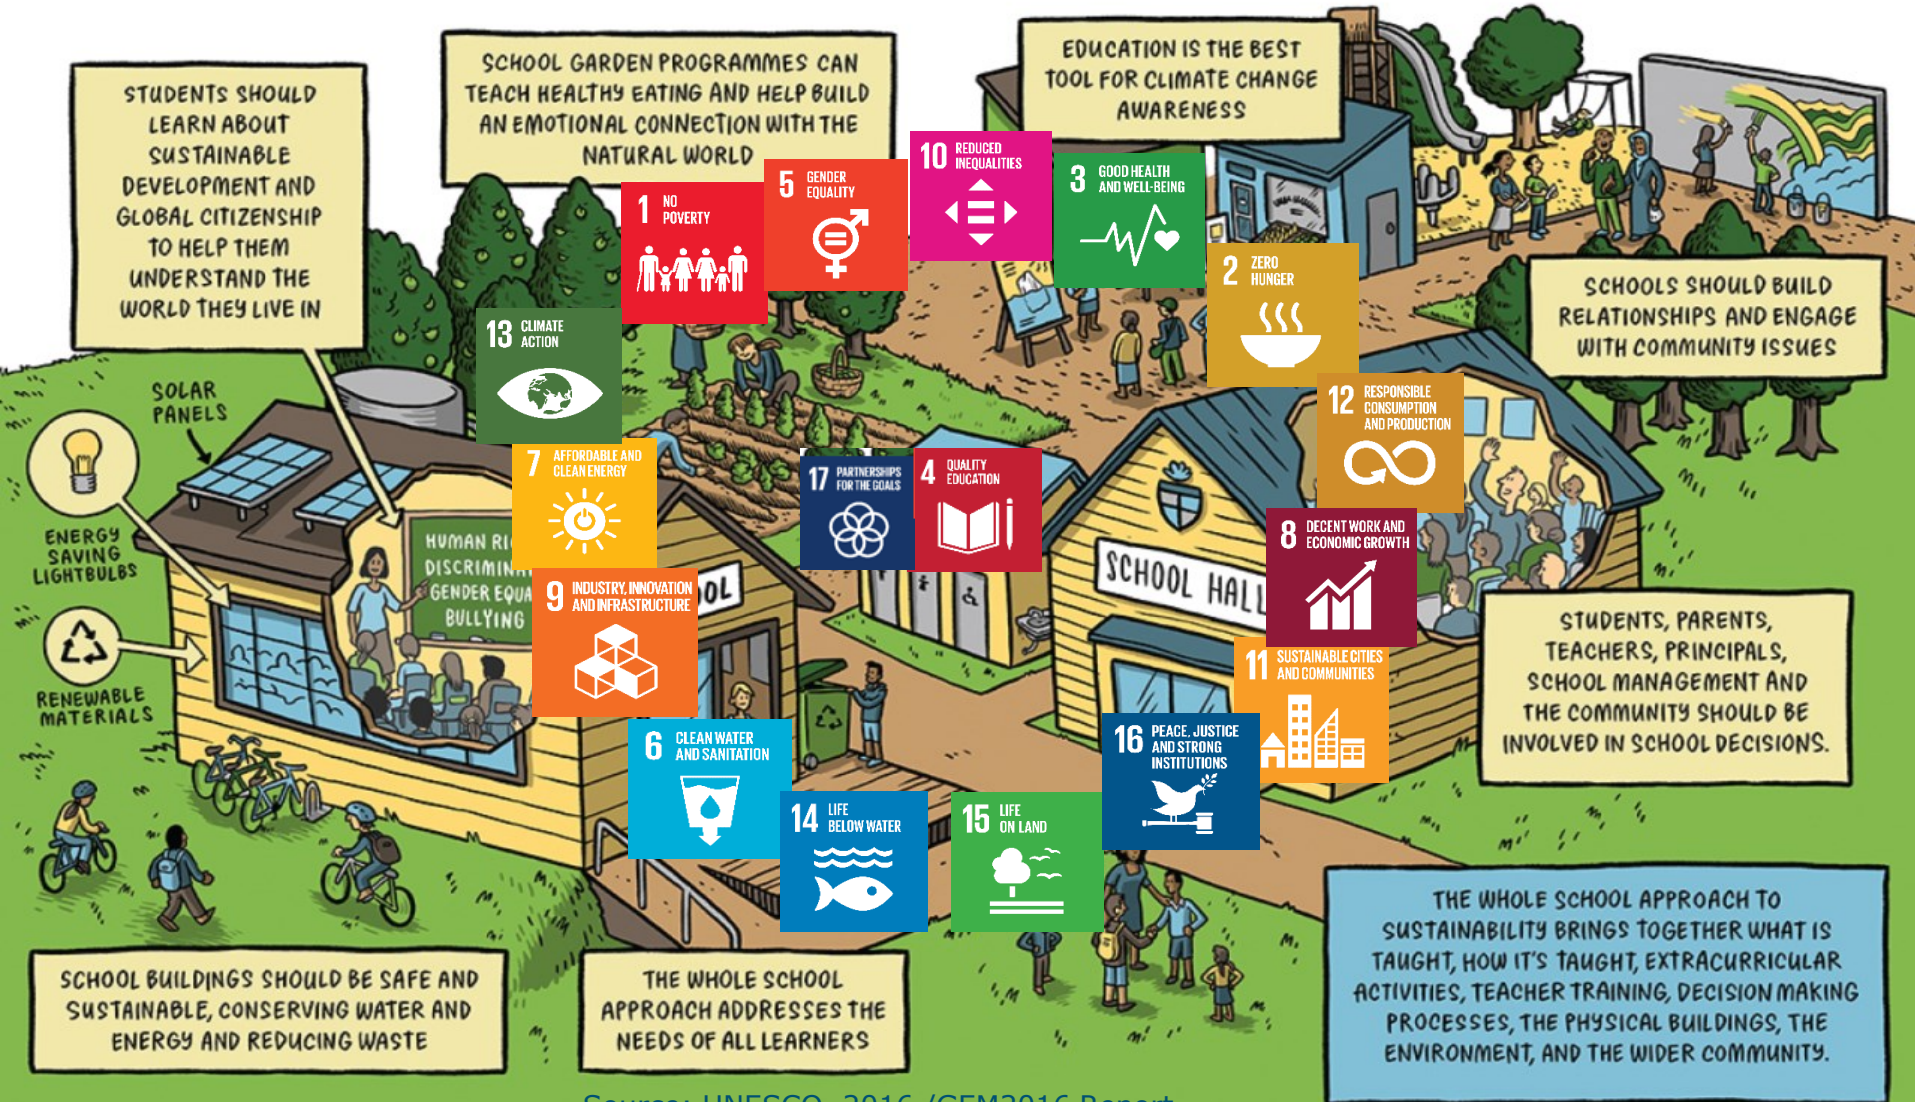 STUDENTS SHOULD
LEARN ABOUT
SUSTAINABLE
DEVELOPMENT AND
GLOBAL CITIZENSHIP
TO HELP THEM
UNDERSTAND THE
WORLD THEY LIVE IN
SCHOOL GARDEN PROGRAMMES CAN
TEACH HEALTHY EATING AND HELP BUILD
AN EMOTIONAL CONNECTION WITH THE
NATURAL WORLD
EDUCATION IS THE BEST
TOOL FOR CLIMATE CHANGE
AWARENESS
1 NO
POVERTY
5 GENDER
EQUALITY
10 REDUCED
INEQUALITIES
3 GOOD HEALTH
AND WELL-BEING
2 ZERO
HUNGER
SCHOOLS SHOULD BUILD
RELATIONSHIPS AND ENGAGE
WITH COMMUNITY ISSUES
13 CLIMATE
ACTION
12 RESPONSIBLE
CONSUMPTION
AND PRODUCTION
SOLAR
PANELS
7 AFFORDABLE AND
CLEAN ENERGY
17 PARTNERSHIPS
FOR THE GOALS
4 QUALITY
EDUCATION
ENERGY
SAVING
LIGHTBULBS
HUMAN RI
DISCRIMINA
GENDER EQUA
BULLYING
8 DECENT WORK AND
ECONOMIC GROWTH
9 INDUSTRY, INNOVATION
AND INFRASTRUCTURE
OOL
SCHOOL HALL
STUDENTS, PARENTS,
TEACHERS, PRINCIPALS,
SCHOOL MANAGEMENT AND
THE COMMUNITY SHOULD BE
INVOLVED IN SCHOOL DECISIONS.
RENEWABLE
MATERIALS
11 SUSTAINABLE CITIES
AND COMMUNITIES
6 CLEAN WATER
AND SANITATION
16 PEACE, JUSTICE
AND STRONG
INSTITUTIONS
14 LIFE
BELOW WATER
15 LIFE
ON LAND
SCHOOL BUILDINGS SHOULD BE SAFE AND
SUSTAINABLE, CONSERVING WATER AND
ENERGY AND REDUCING WASTE
THE WHOLE SCHOOL
APPROACH ADDRESSES THE
NEEDS OF ALL LEARNERS
THE WHOLE SCHOOL APPROACH TO
SUSTAINABILITY BRINGS TOGETHER WHAT IS
TAUGHT, HOW IT'S TAUGHT, EXTRACURRICULAR
ACTIVITIES, TEACHER TRAINING, DECISION MAKING
PROCESSES, THE PHYSICAL BUILDINGS, THE
ENVIRONMENT, AND THE WIDER COMMUNITY.
Source: UNESCO, 2016 /GEM2016 Report